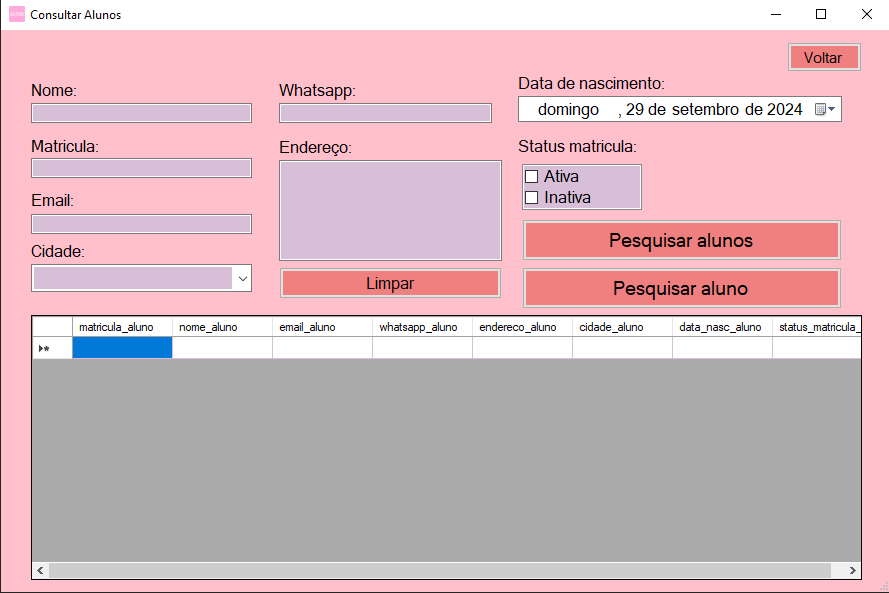 Consultar Alunos
Voltar
Nome:
Whatsapp:
Data de nascimento:
domingo , 29 de setembro de 2024
Matricula:
Endereço:
Status matricula:
Ativa
Inativa
Email:
Pesquisar alunos
Cidade:
Limpar
Pesquisar aluno
matricula_aluno nome_aluno email_aluno whatsapp_aluno endereco_aluno cidade_aluno data_nasc_aluno status_matricula_